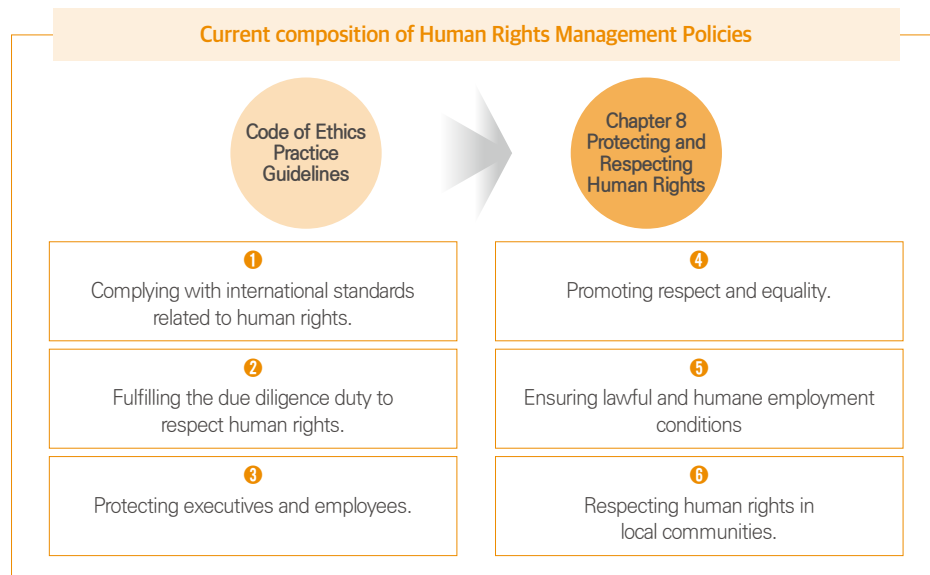 Current composition of Human Rights Management Policies
Code of Ethics
Practice
Guidelines
Chapter 8
Protecting and
Respecting
Human Rights
1
Complying with international standards
related to human rights.
2
Fulfilling the due diligence duty to
respect human rights.
3
Protecting executives and employees.
4
Promoting respect and equality.
5
Ensuring lawful and humane employment
conditions
6
Respecting human rights in
local communities.